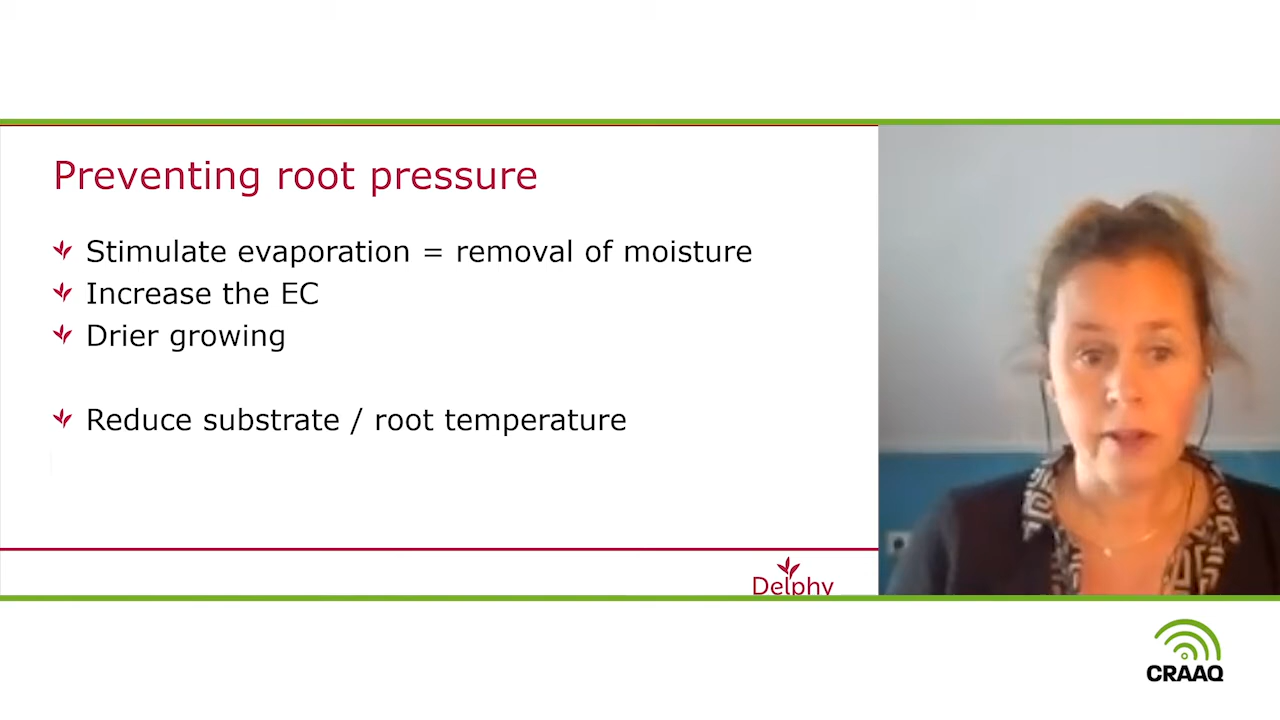 Preventing root pressure
Stimulate evaporation = removal of moisture
Increase the EC
Drier growing
Reduce substrate / root temperature
Delphy
CRAAQ